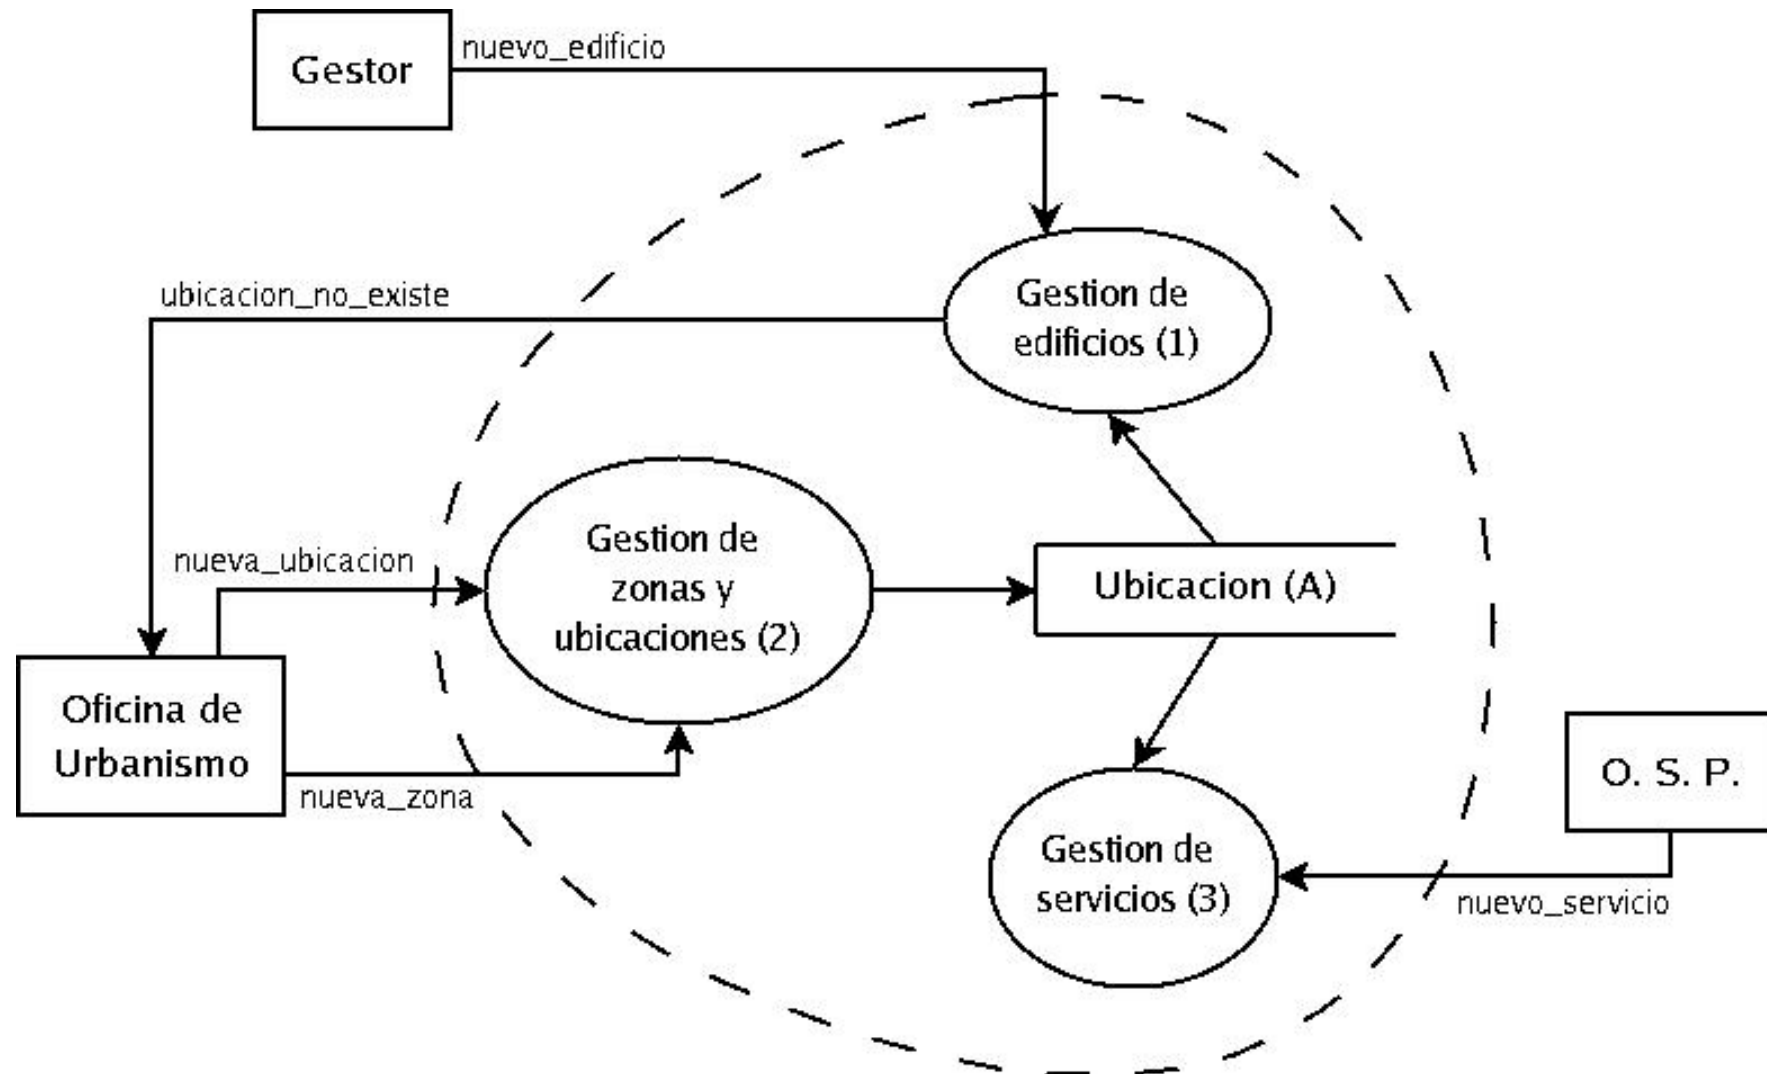 nuevo_edificio
Gestor
ubicacion_no_existe
Gestion de
edificios (1)
nueva_ubicacion
Gestion de
zonas y
ubicaciones (2)
Ubicacion (A)
Oficina de
Urbanismo
nueva_zona
O. S. P.
Gestion de
servicios (3)
nuevo_servicio